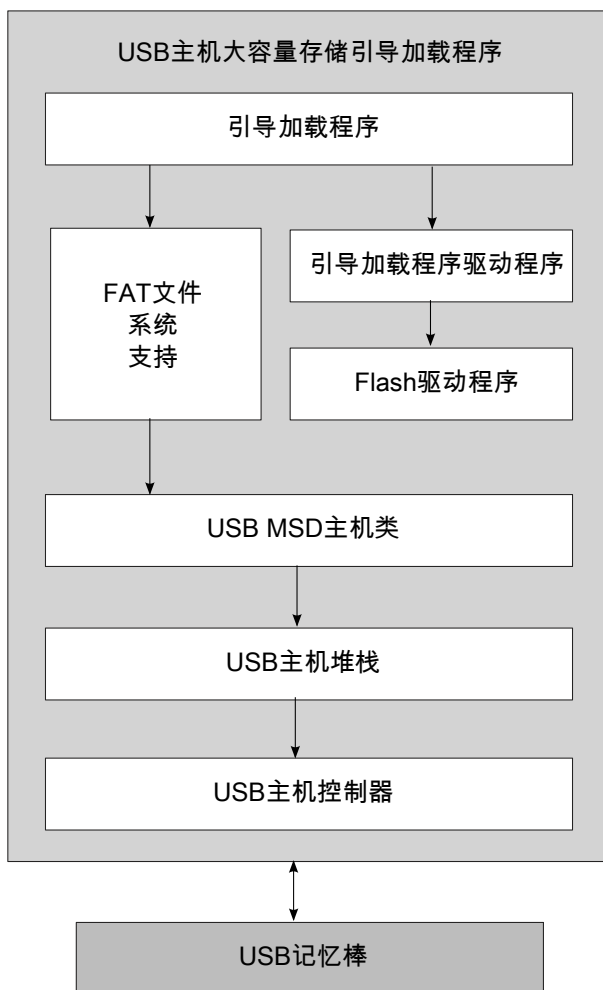 USB主机大容量存储引导加载程序
引导加载程序
FAT文件
系统
支持
引导加载程序驱动程序
Flash驱动程序
USB MSD主机类
USB主机堆栈
USB主机控制器
USB记忆棒